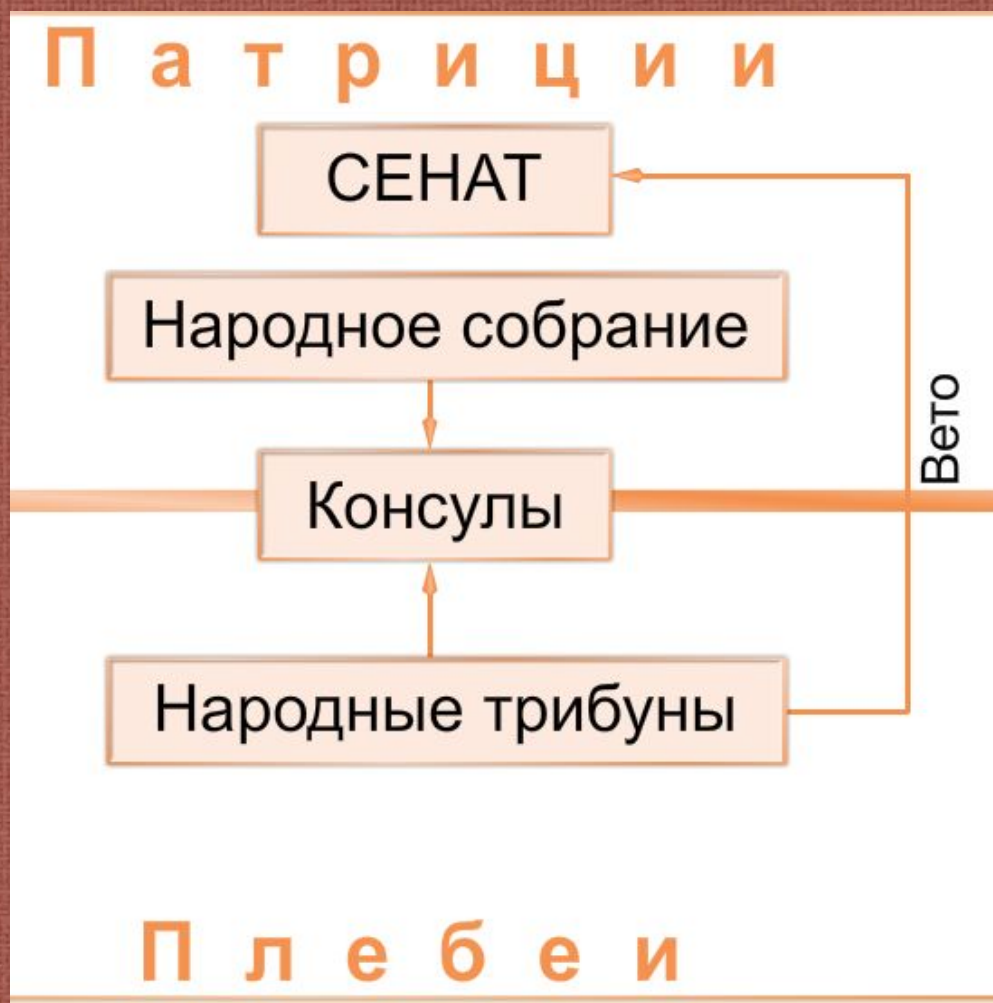 Патриции
СЕНАТ
Народное собрание
Вето
Консулы
Народные трибуны
Плебеи